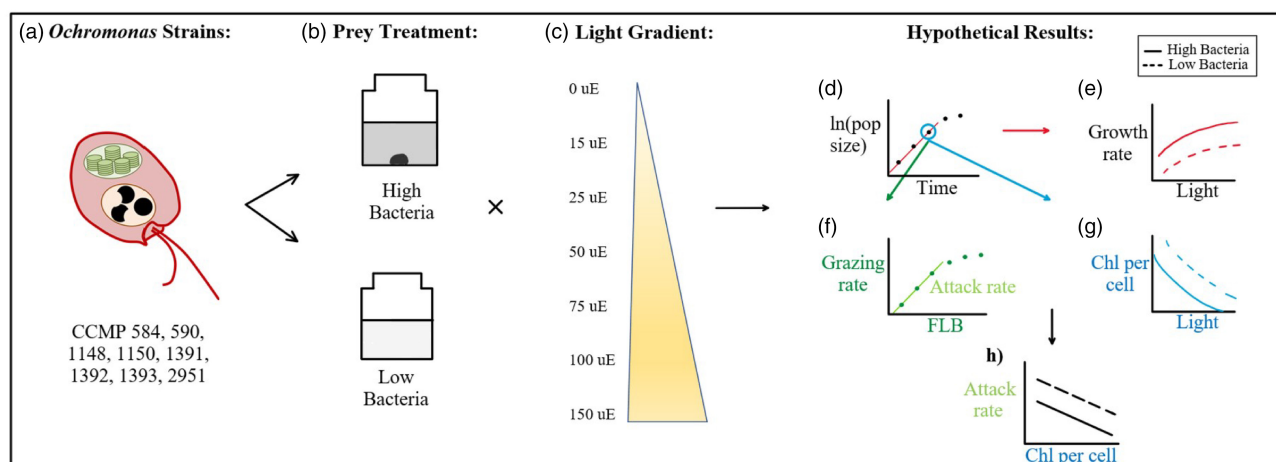 (a) Ochromonas Strains:
(b) Prey Treatment:
(c) Light Gradient:
Hypothetical Results:
High Bacteria
Low Bacteria
CCMP 584, 590,
1148, 1150, 1391,
1392, 1393, 2951
High
Bacteria
Low
Bacteria
×
0 uE
15 uE
25 uE
50 uE
75 uE
100 uE
150 uE
(d)
ln(pop
size)
Time
(e)
Growth
rate
Light
(f)
Grazing
rate
Attack rate
FLB
(g)
Chl per
cell
Light
h)
Attack
rate
Chl per cell